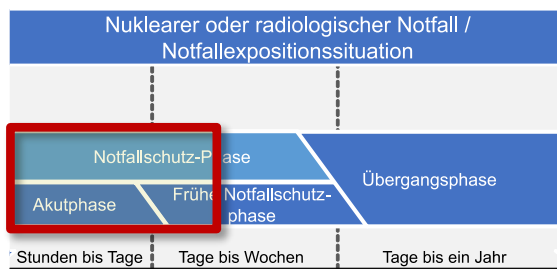 Nuklearer oder radiologischer Notfall /
Notfallexpositionssituation
Notfallschutz-Phase
Übergangsphase
Akutphase
Frühe Notfallschutz-
phase
Stunden bis Tage
Tage bis Wochen
Tage bis ein Jahr